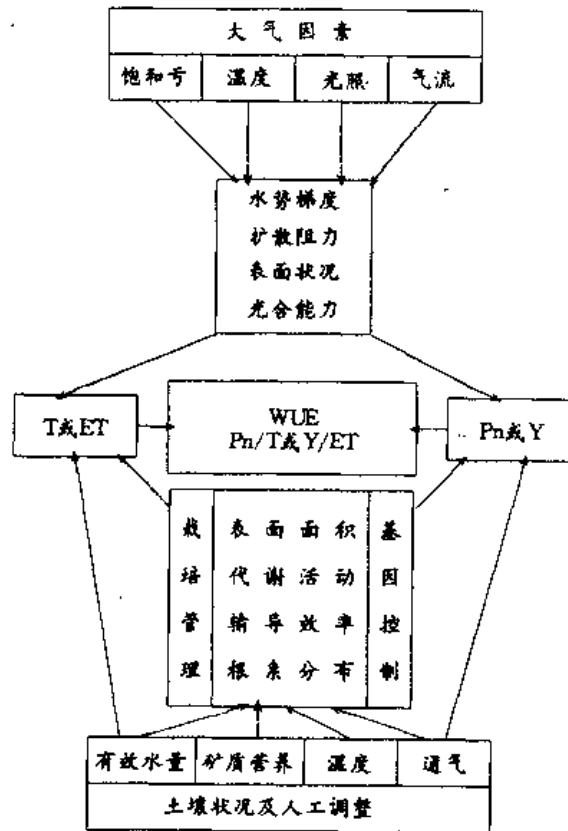 大气因素
饱和亏 温度 光照 气流
水势梯度
扩散阻力
表面状况
光合能力
T或ET
WUE
Pn/T或Y/ET
Pn或Y
栽培管理
表面面积
代谢活动
输导效率
根系分布
基因控制
有效水量 矿质营养 温度 通气
土壤状况及人工调整